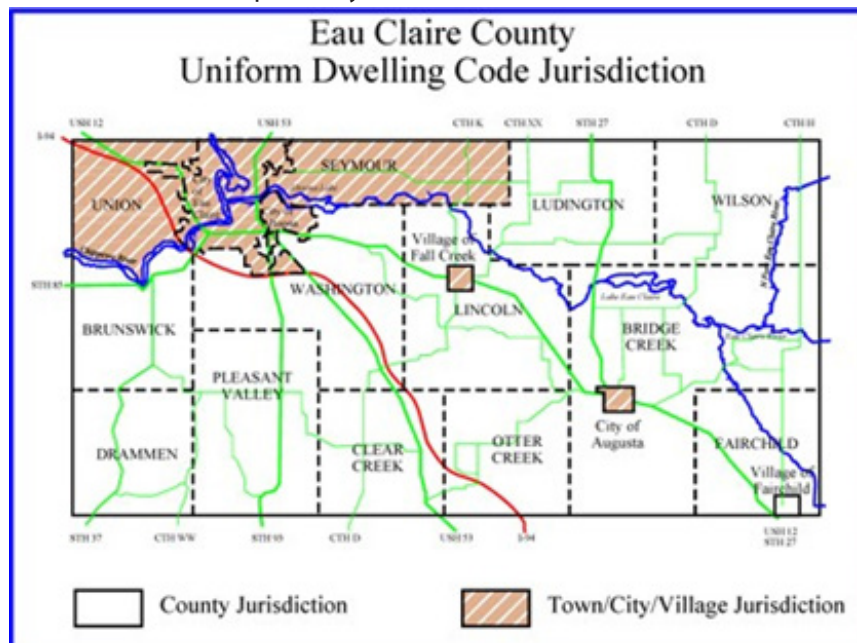 Eau Claire County
Uniform Dwelling Code Jurisdiction
USH 12
USH 53
CTH K
CTH XX
STH 27
CTH D
CTH H
I-94
SEYMOUR
UNION
LUDINGTON
WILSON
Village of
Fall Creek
STH 85
WASHINGTON
LINCOLN
Lake Eau Claire
BRUNSWICK
BRIDGE
CREEK
Eau Claire River
PLEASANT
VALLEY
City of
Augusta
DRAMMEN
CLEAR
CREEK
OTTER
CREEK
FAIRCHILD
Village of
Fairchild
STH 37
CTH WW
STH 93
CTH D
USH 53
I-94
USH 12
STH 27
County Jurisdiction
Town/City/Village Jurisdiction